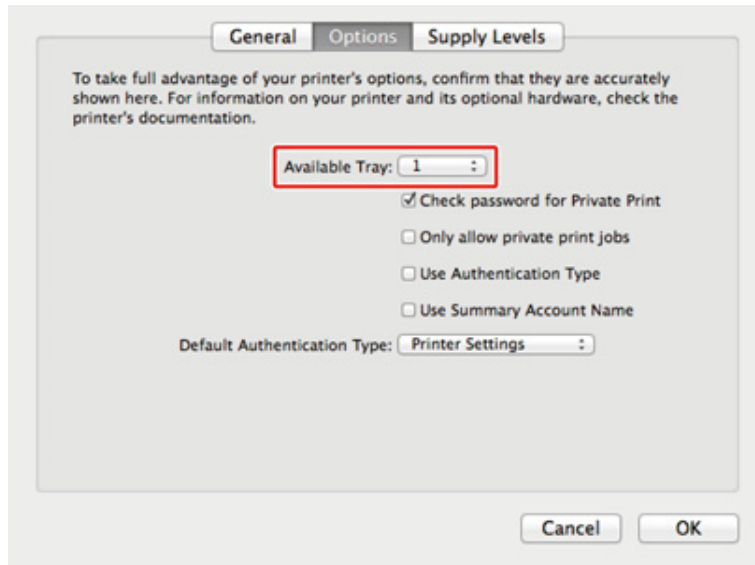 General Options Supply Levels
To take full advantage of your printer's options, confirm that they are accurately
shown here. For information on your printer and its optional hardware, check the
printer's documentation.
Available Tray: 1
Check password for Private Print
Only allow private print jobs
Use Authentication Type
Use Summary Account Name
Default Authentication Type: Printer Settings
Cancel OK